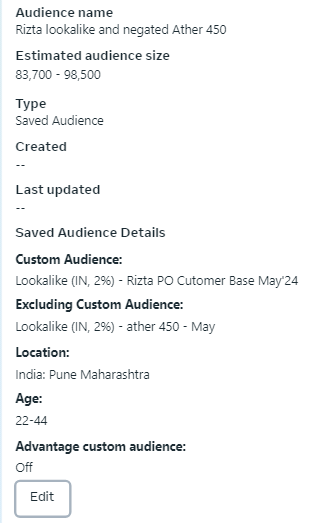 Audience name
Rizta lookalike and negated Ather 450
Estimated audience size
83,700 - 98,500
Type
Saved Audience
Created
--
Last updated
--
Saved Audience Details
Custom Audience:
Lookalike (IN, 2%) - Rizta PO Cutomer Base May'24
Excluding Custom Audience:
Lookalike (IN, 2%) - ather 450 - May
Location:
India: Pune Maharashtra
Age:
22-44
Advantage custom audience:
Off
Edit